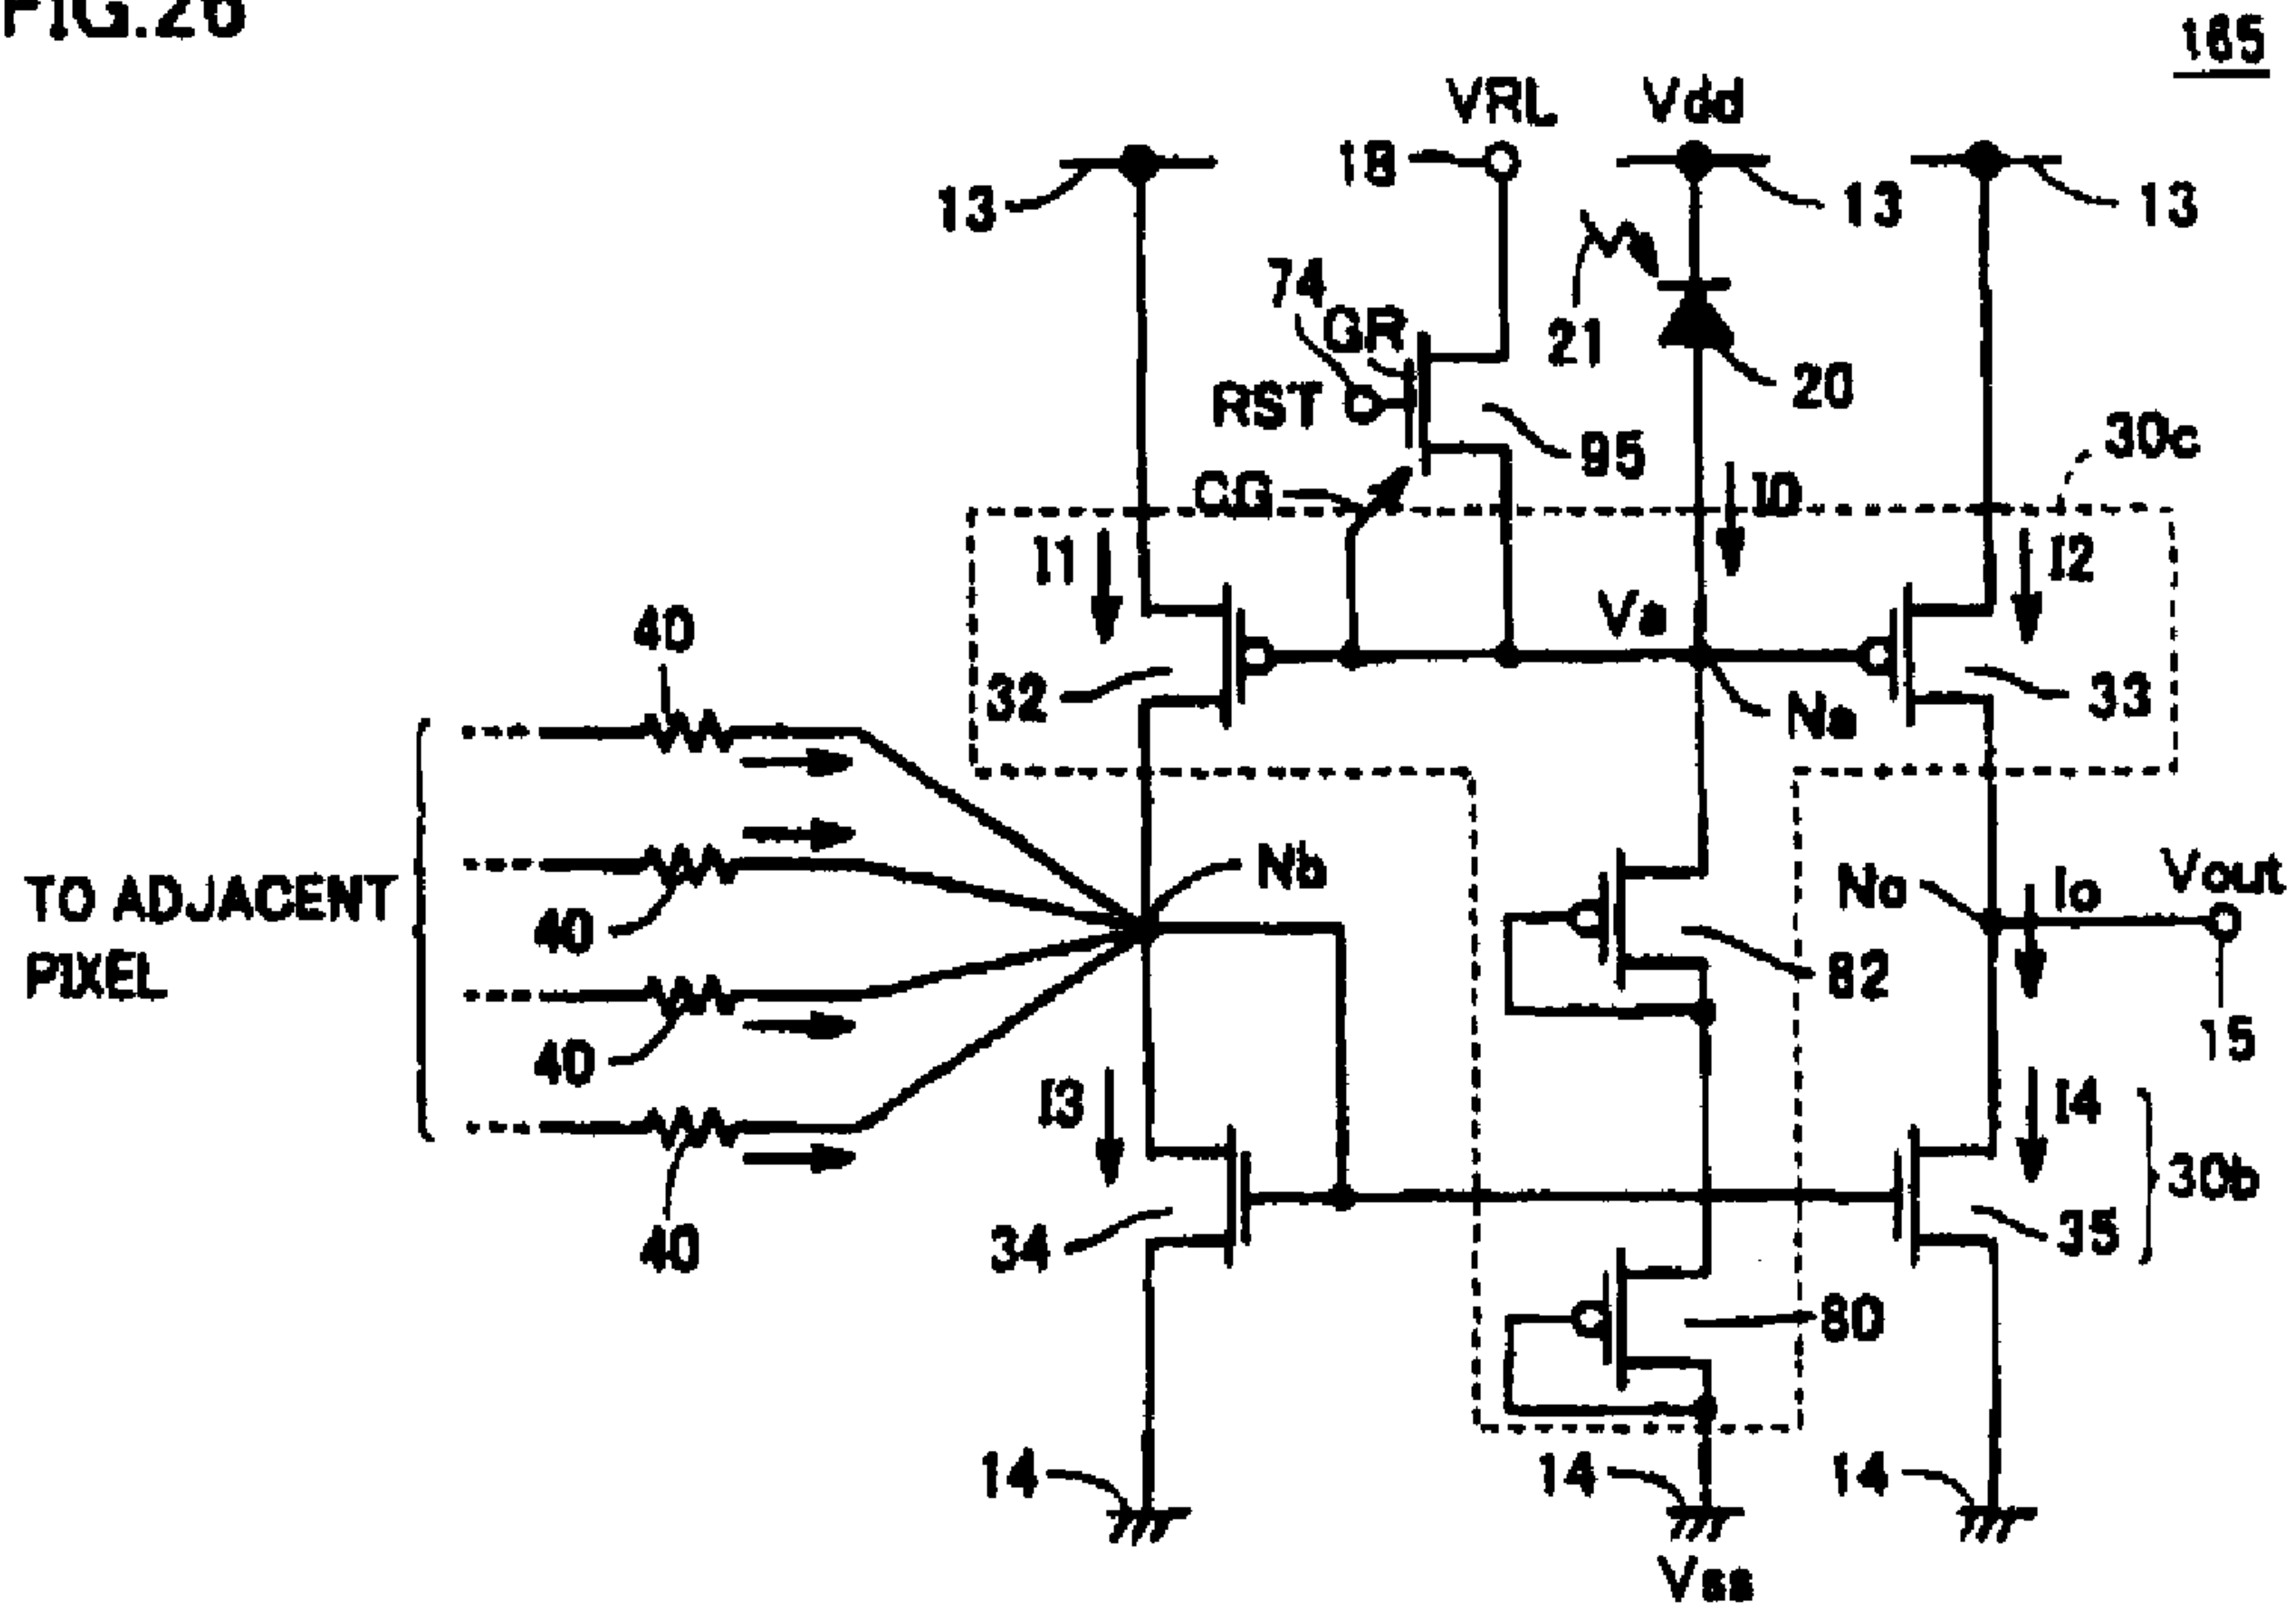 FIG.26
165
VRL
Vdd
18
13
13
13
74
GR
21
20
RST
95
30c
CG
I0
I1
I2
40
Va
32
33
Na
Nb
No
Io
Vout
TO ADJACENT
PIXEL
40
82
15
40
I3
I4
30b
40
34
35
80
14
14
14
Vss